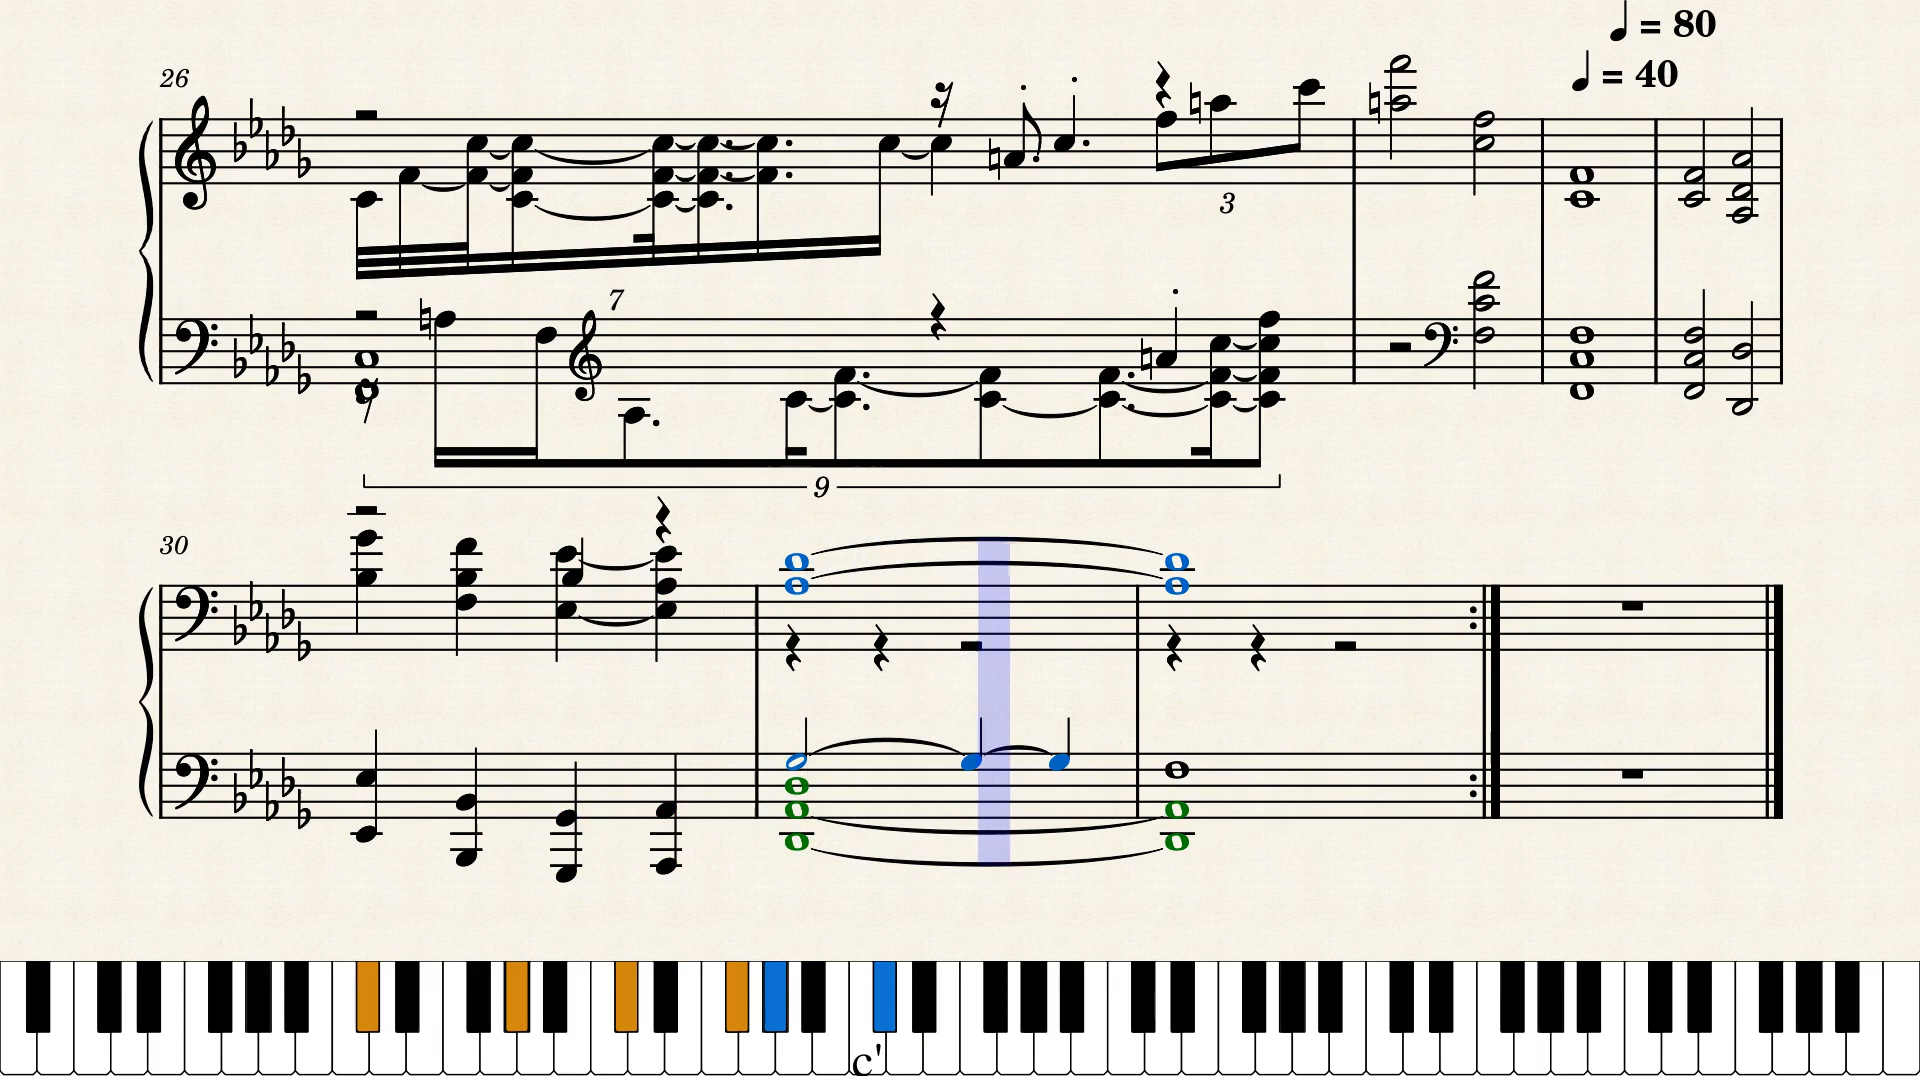 ♩ = 80
26
♩ = 40
3
7
9
30
c'